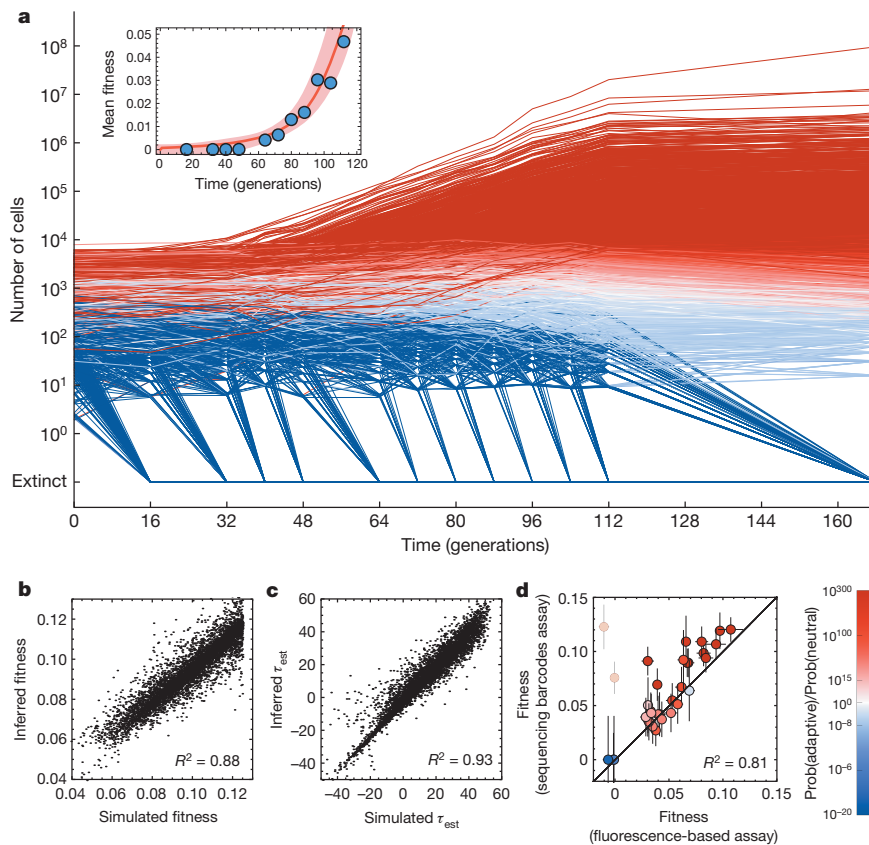 a
Number of cells
10⁸
10⁷
10⁶
10⁵
10⁴
10³
10²
10¹
10⁰
Extinct
0 16 32 48 64 80 96 112 128 144 160
Time (generations)
Mean fitness
0.05
0.04
0.03
0.02
0.01
0
0 20 40 60 80 100 120
Time (generations)
b
Inferred fitness
0.12
0.10
0.08
0.06
0.04
R² = 0.88
0.04 0.06 0.08 0.10 0.12
Simulated fitness
c
Inferred τest
60
40
20
0
−20
−40
R² = 0.93
−40 −20 0 20 40 60
Simulated τest
d
Fitness
(sequencing barcodes assay)
0.15
0.10
0.05
0
R² = 0.81
0 0.05 0.10 0.15
Fitness
(fluorescence-based assay)
Prob(adaptive)/Prob(neutral)
10³⁰⁰
10¹⁰⁰
10¹⁵
10⁰
10⁻⁸
10⁻⁶
10⁻²⁰